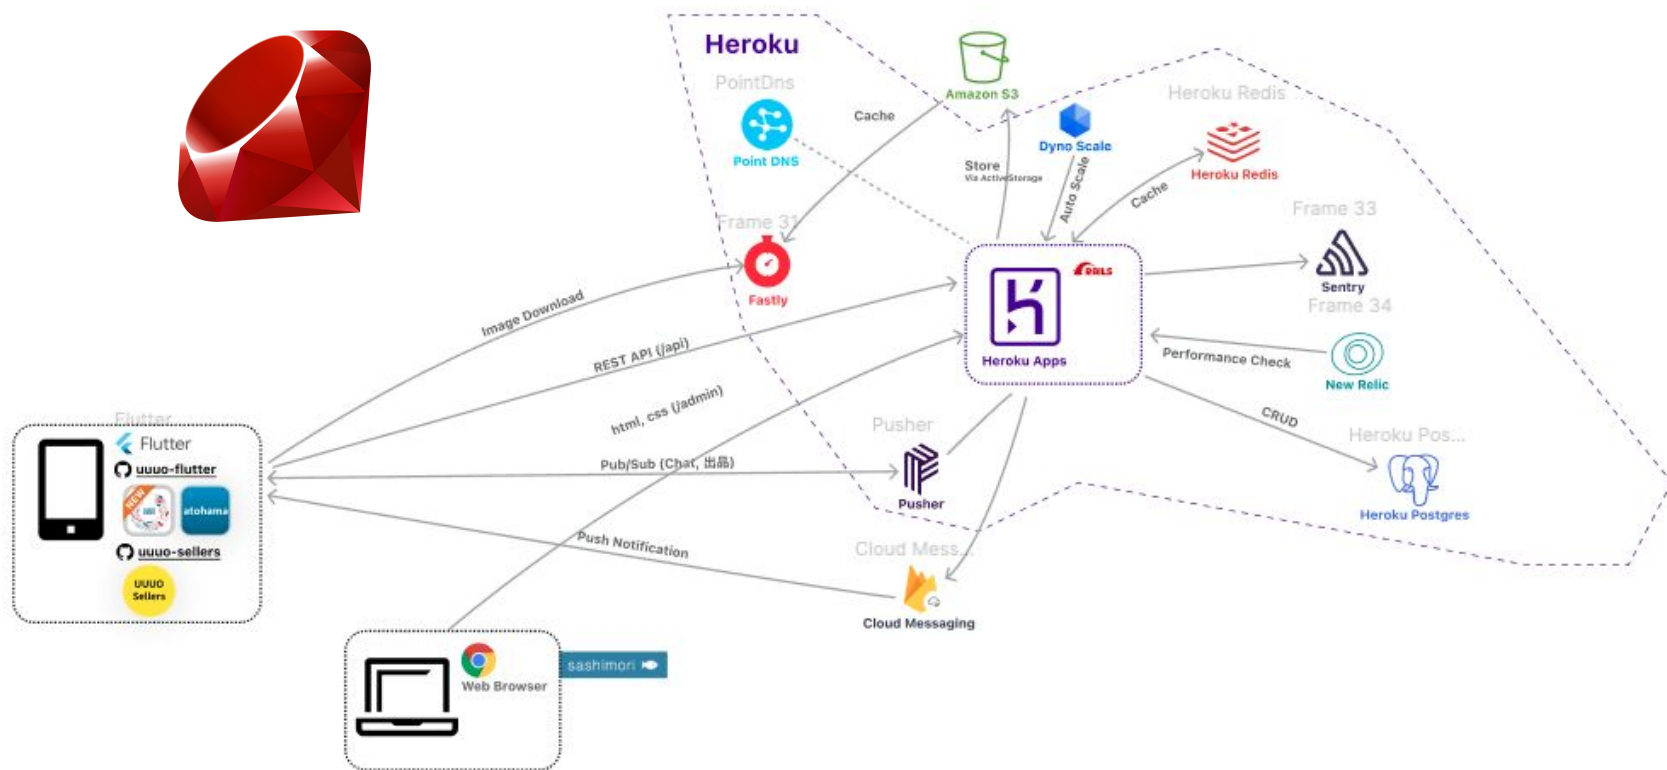 Heroku
PointDns
Point DNS
Amazon S3
Cache
Store
Via ActiveStorage
Dyno Scale
Auto Scale
Heroku Redis
Heroku Redis
Cache
Frame 31
Fastly
Frame 33
Sentry
Frame 34
New Relic
Performance Check
RAILS
Heroku Apps
Image Download
REST API (/api)
html, css (/admin)
CRUD
Heroku Pos...
Heroku Postgres
Pusher
Pusher
Pub/Sub (Chat, 出品)
Push Notification
Cloud Mess...
Cloud Messaging
Flutter
Flutter
uuuo-flutter
NEW
atohama
uuuo-sellers
UUUO
Sellers
Web Browser
sashimori